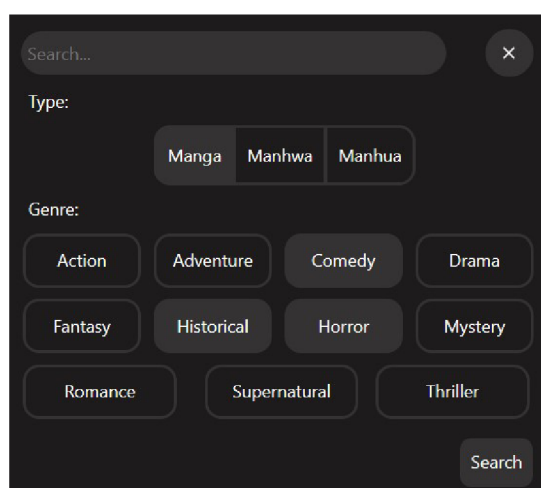 Search... ×
Type:
Manga Manhwa Manhua
Genre:
Action Adventure Comedy Drama
Fantasy Historical Horror Mystery
Romance Supernatural Thriller
Search